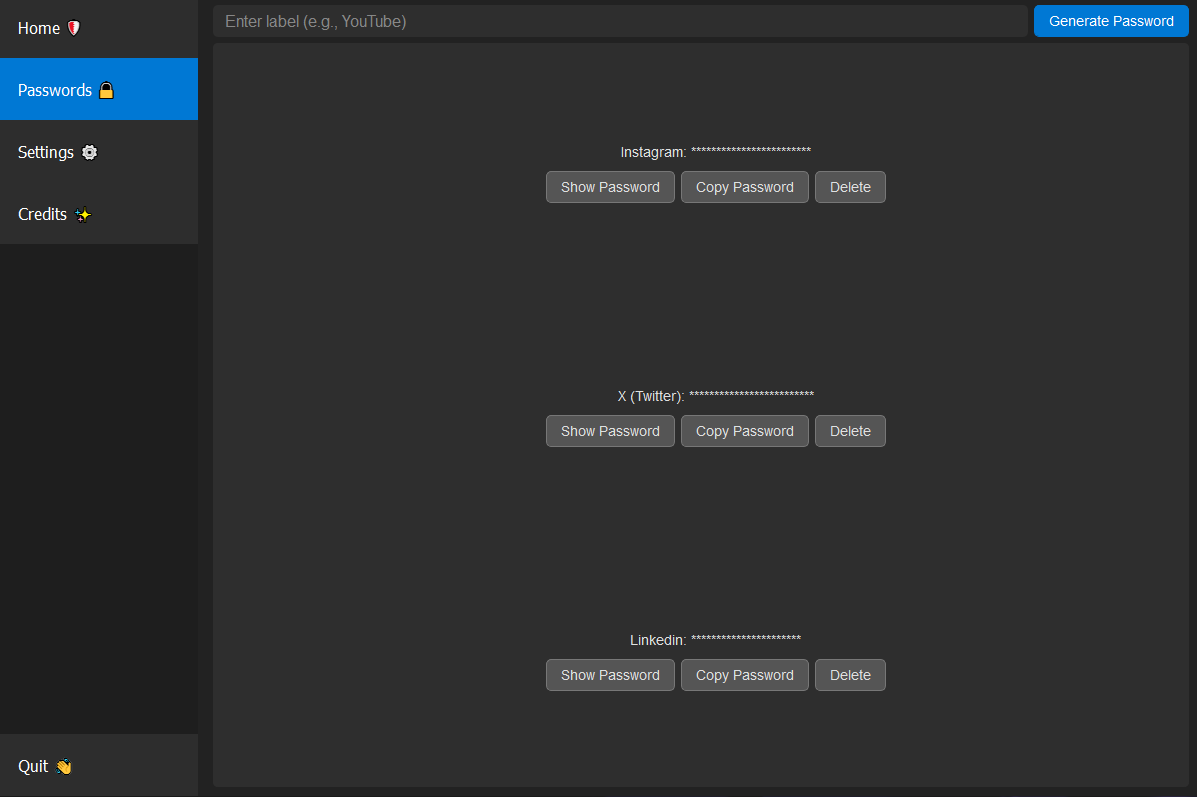 Home 🛡
Passwords 🔒
Settings ⚙
Credits ✨
Quit 👋
Enter label (e.g., YouTube)
Generate Password
Instagram: ************************
Show Password Copy Password Delete
X (Twitter): *************************
Show Password Copy Password Delete
Linkedin: **********************
Show Password Copy Password Delete